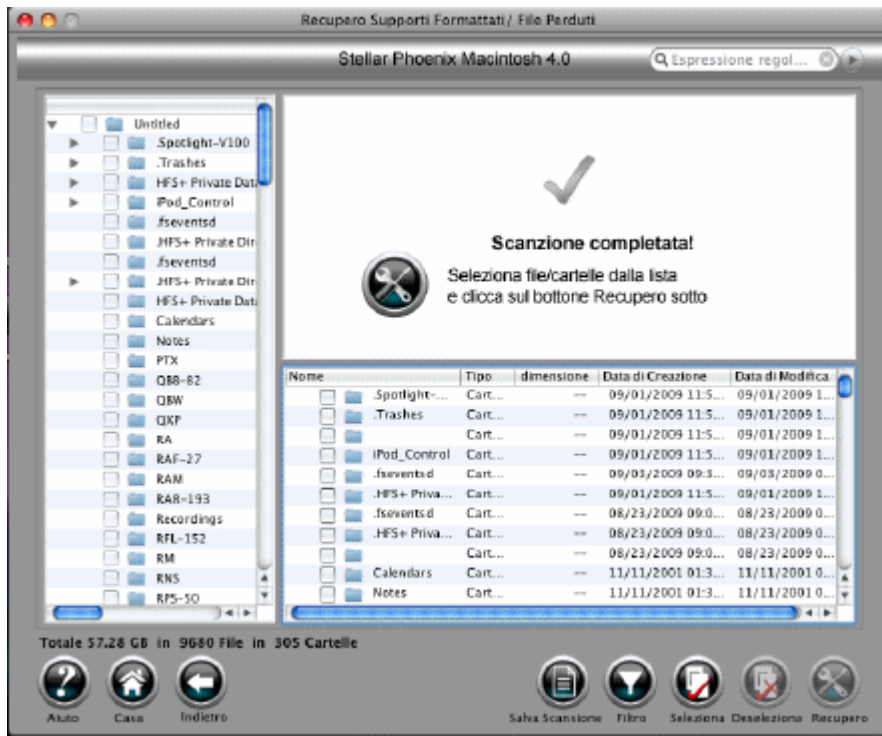 Recupero Supporti Formattati/ File Perduti
Stellar Phoenix Macintosh 4.0
Espressione regol...
Untitled
.Spotlight-V100
.Trashes
HFS+ Private Data
iPod_Control
.fseventsd
.HFS+ Private Dir
.fseventsd
.HFS+ Private Dir
HFS+ Private Data
Calendars
Notes
PTX
QBB-82
QBW
QXP
RA
RAF-27
RAM
RAR-193
Recordings
RFL-152
RM
RNS
RPS-50
Scanzione completata!
Seleziona file/cartelle dalla lista
e clicca sul bottone Recupero sotto
Nome Tipo dimensione Data di Creazione Data di Modifica
.Spotlight-... Cart... -- 09/01/2009 11:5... 09/01/2009 1...
.Trashes Cart... -- 09/01/2009 11:5... 09/01/2009 1...
Cart... -- 09/01/2009 11:5... 09/01/2009 1...
iPod_Control Cart... -- 09/01/2009 11:5... 09/01/2009 1...
.fseventsd Cart... -- 09/03/2009 09:3... 09/03/2009 0...
.HFS+ Priva... Cart... -- 09/01/2009 11:5... 09/01/2009 1...
.fseventsd Cart... -- 08/23/2009 09:0... 08/23/2009 0...
.HFS+ Priva... Cart... -- 08/23/2009 09:0... 08/23/2009 0...
Cart... -- 08/23/2009 09:0... 08/23/2009 0...
Calendars Cart... -- 11/11/2001 01:3... 11/11/2001 0...
Notes Cart... -- 11/11/2001 01:3... 11/11/2001 0...
Totale 57.28 GB in 9680 File in 305 Cartelle
Aiuto Casa Indietro Salva Scansione Filtro Seleziona Deseleziona Recupero